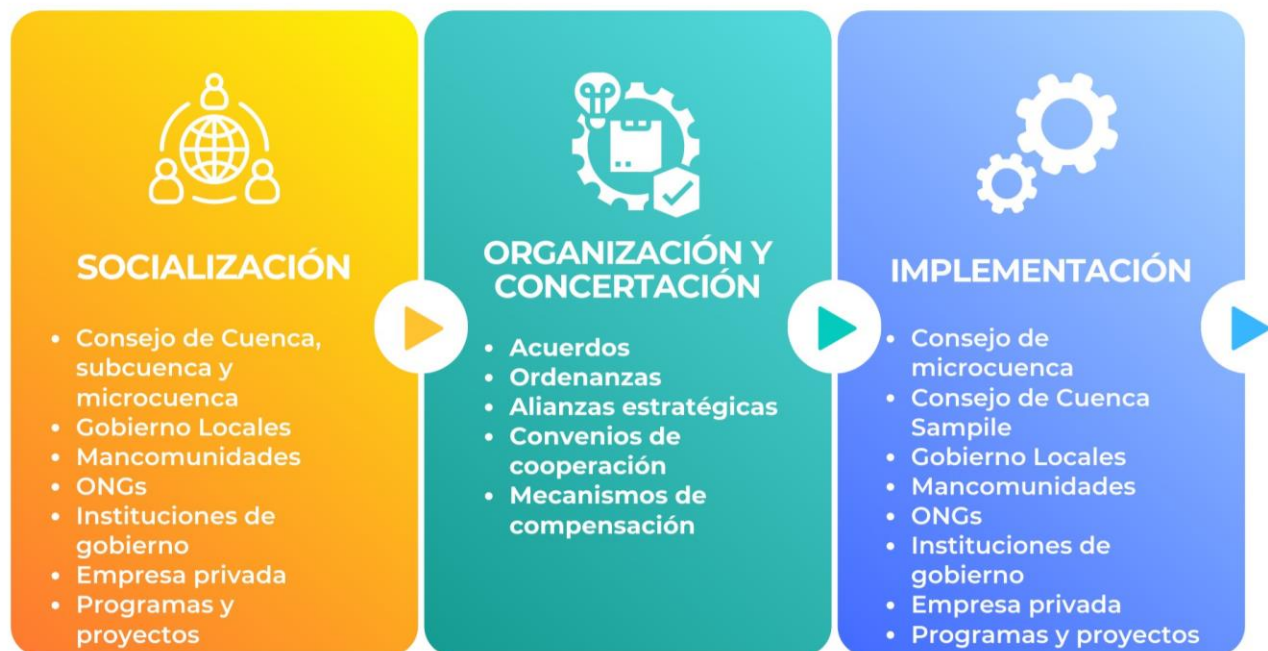 SOCIALIZACIÓN
• Consejo de Cuenca,
subcuenca y
microcuenca
• Gobierno Locales
• Mancomunidades
• ONGs
• Instituciones de
gobierno
• Empresa privada
• Programas y
proyectos
ORGANIZACIÓN Y
CONCERTACIÓN
• Acuerdos
• Ordenanzas
• Alianzas estratégicas
• Convenios de
cooperación
• Mecanismos de
compensación
IMPLEMENTACIÓN
• Consejo de
microcuenca
• Consejo de Cuenca
Sampile
• Gobierno Locales
• Mancomunidades
• ONGs
• Instituciones de
gobierno
• Empresa privada
• Programas y proyectos